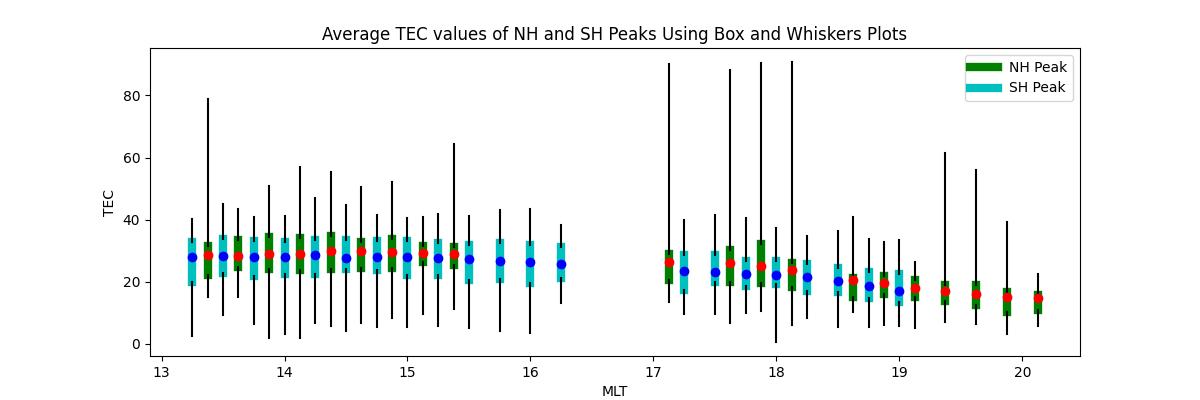 Average TEC values of NH and SH Peaks Using Box and Whiskers Plots
NH Peak
SH Peak
80
60
40
20
0
TEC
13 14 15 16 17 18 19 20
MLT